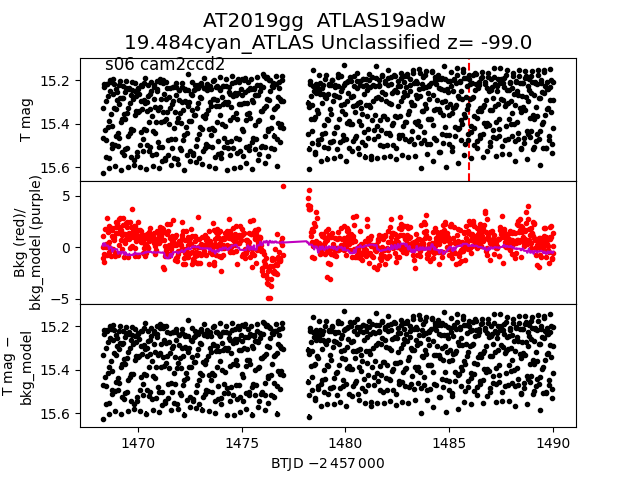 AT2019gg  ATLAS19adw
19.484cyan_ATLAS Unclassified z= -99.0
s06 cam2ccd2
15.2
15.4
15.6
T mag
5
0
−5
Bkg (red)/
bkg_model (purple)
15.2
15.4
15.6
T mag −
bkg_model
1470
1475
1480
1485
1490
BTJD −2 457 000